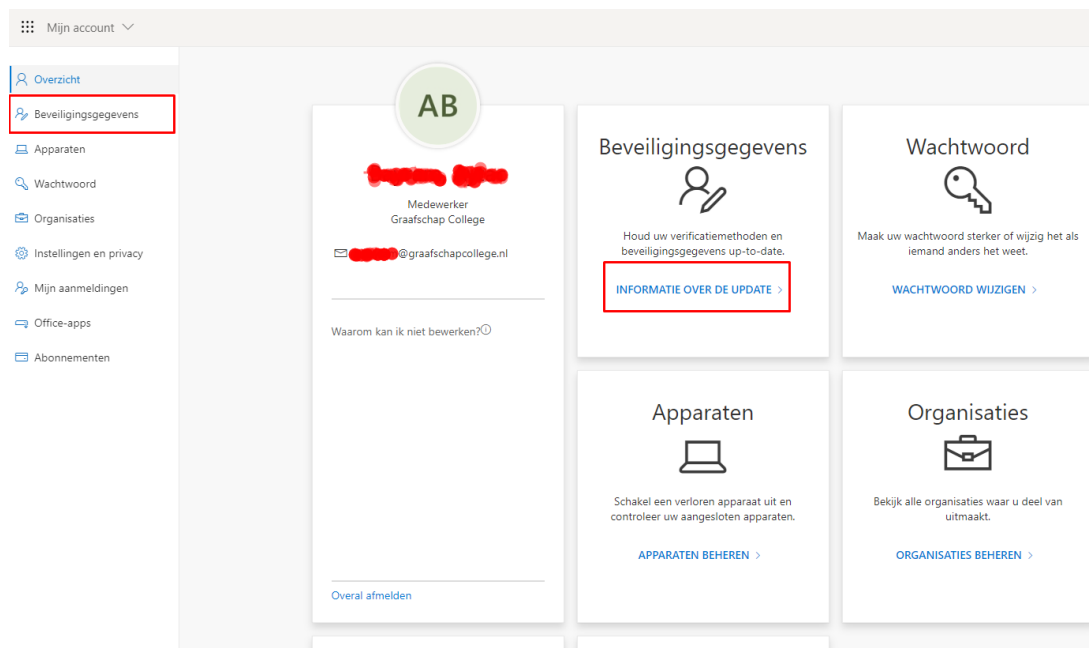 Mijn account
Overzicht
Beveiligingsgegevens
Apparaten
Wachtwoord
Organisaties
Instellingen en privacy
Mijn aanmeldingen
Office-apps
Abonnementen
AB
Medewerker
Graafschap College
@graafschapcollege.nl
Waarom kan ik niet bewerken?
Overal afmelden
Beveiligingsgegevens
Houd uw verificatiemethoden en
beveiligingsgegevens up-to-date.
INFORMATIE OVER DE UPDATE >
Wachtwoord
Maak uw wachtwoord sterker of wijzig het als
iemand anders het weet.
WACHTWOORD WIJZIGEN >
Apparaten
Schakel een verloren apparaat uit en
controleer uw aangesloten apparaten.
APPARATEN BEHEREN >
Organisaties
Bekijk alle organisaties waar u deel van
uitmaakt.
ORGANISATIES BEHEREN >